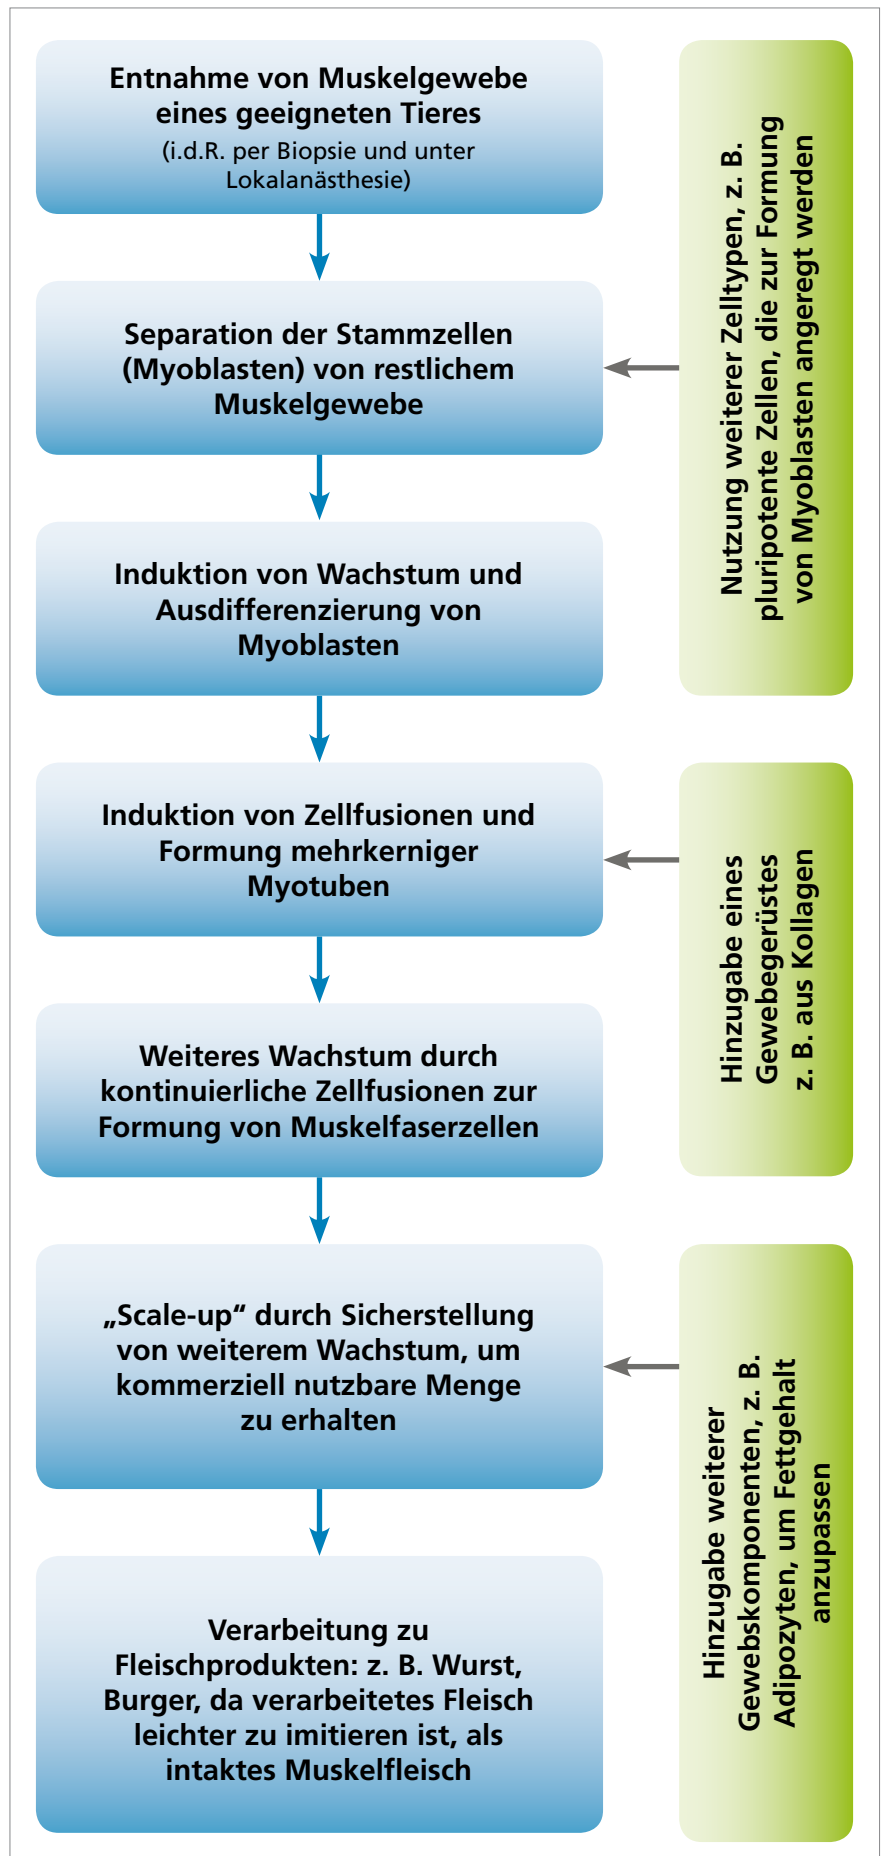 Entnahme von Muskelgewebe
eines geeigneten Tieres
(i.d.R. per Biopsie und unter
Lokalanästhesie)
Separation der Stammzellen
(Myoblasten) von restlichem
Muskelgewebe
Nutzung weiterer Zelltypen, z. B.
pluripotente Zellen, die zur Formung
von Myoblasten angeregt werden
Induktion von Wachstum und
Ausdifferenzierung von
Myoblasten
Induktion von Zellfusionen und
Formung mehrkerniger
Myotuben
Hinzugabe eines
Gewebegerüstes
z. B. aus Kollagen
Weiteres Wachstum durch
kontinuierliche Zellfusionen zur
Formung von Muskelfaserzellen
„Scale-up“ durch Sicherstellung
von weiterem Wachstum, um
kommerziell nutzbare Menge
zu erhalten
Hinzugabe weiterer
Gewebskomponenten, z. B.
Adipozyten, um Fettgehalt
anzupassen
Verarbeitung zu
Fleischprodukten: z. B. Wurst,
Burger, da verarbeitetes Fleisch
leichter zu imitieren ist, als
intaktes Muskelfleisch